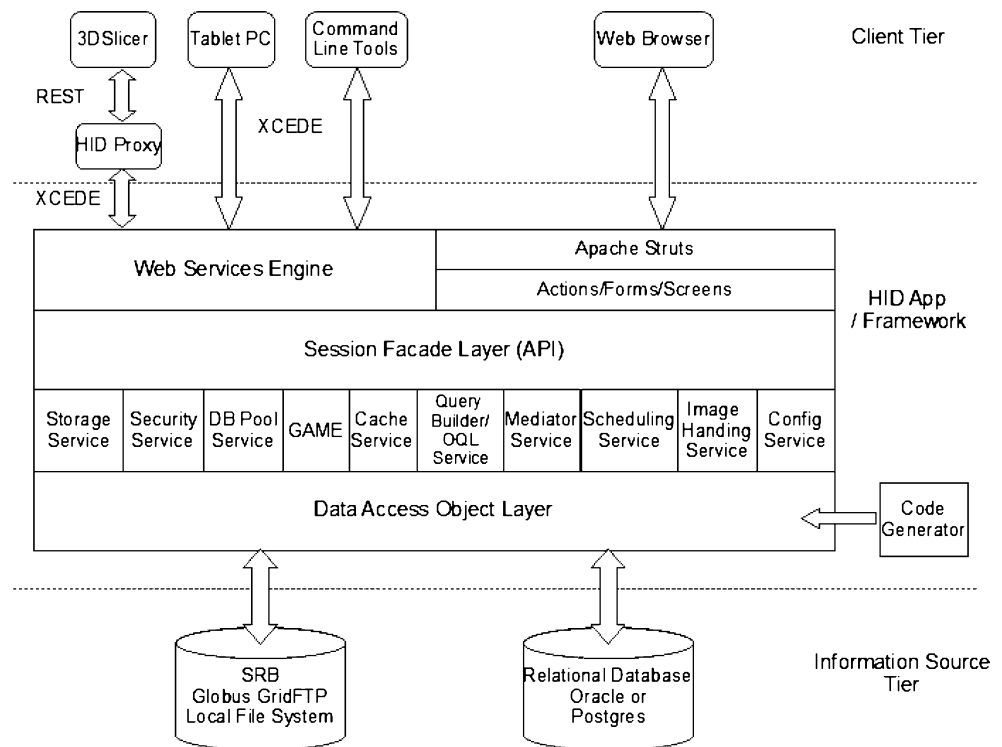 3DSlicer
Tablet PC
Command
Line Tools
Web Browser
Client Tier
REST
XCEDE
HID Proxy
XCEDE
Web Services Engine
Apache Struts
Actions/Forms/Screens
HID App
/ Framework
Session Facade Layer (API)
Storage
Service
Security
Service
DB Pool
Service
GAME
Cache
Service
Query
Builder/
OQL
Service
Mediator
Service
Scheduling
Service
Image
Handing
Service
Config
Service
Data Access Object Layer
Code
Generator
SRB
Globus GridFTP
Local File System
Relational Database
Oracle or
Postgres
Information Source
Tier